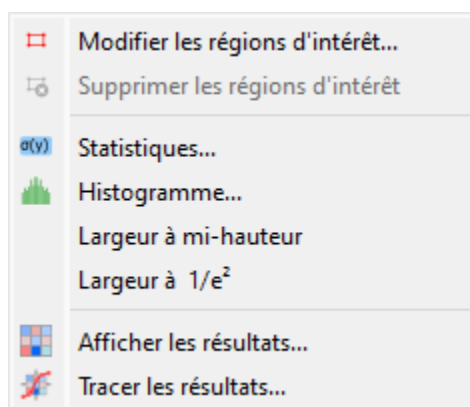 Modifier les régions d'intérêt...
Supprimer les régions d'intérêt
σ(y) Statistiques...
Histogramme...
Largeur à mi-hauteur
Largeur à 1/e²
Afficher les résultats...
Tracer les résultats...